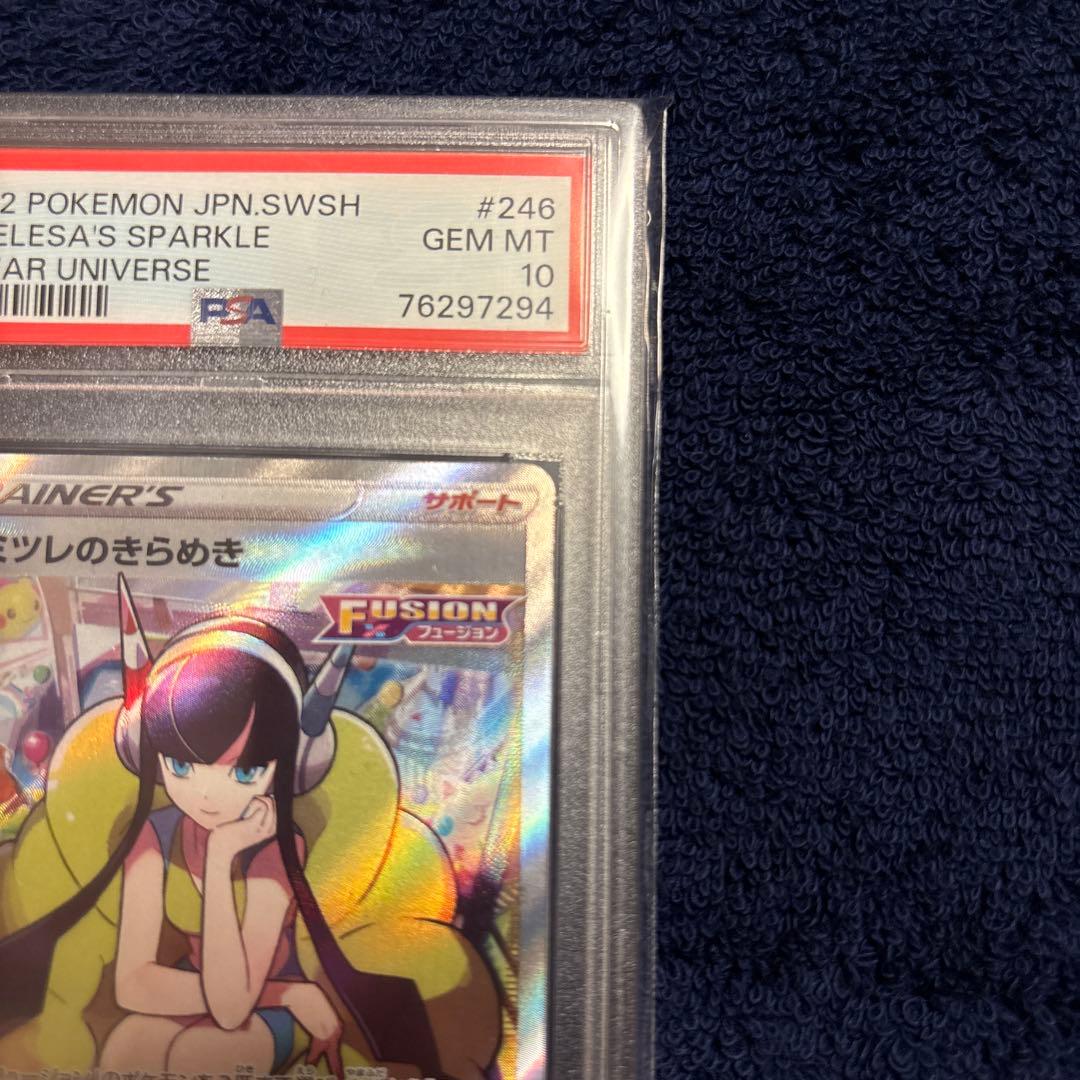 2 POKEMON JPN.SWSH #246
ELESA'S SPARKLE GEM MT
AR UNIVERSE 10
PSA 76297294
AINER'S サポート
ミツレのきらめき
FUSION
フュージョン